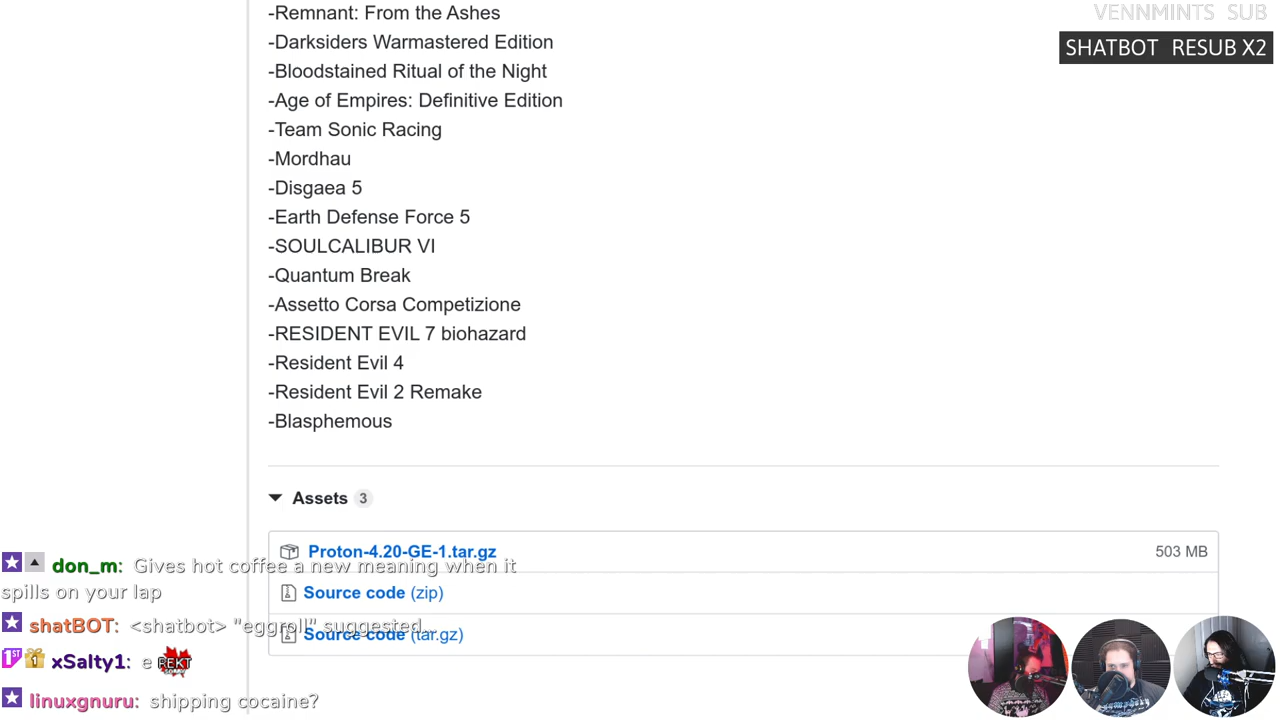 VENNMINTS SUB
SHATBOT RESUB X2
-Remnant: From the Ashes
-Darksiders Warmastered Edition
-Bloodstained Ritual of the Night
-Age of Empires: Definitive Edition
-Team Sonic Racing
-Mordhau
-Disgaea 5
-Earth Defense Force 5
-SOULCALIBUR VI
-Quantum Break
-Assetto Corsa Competizione
-RESIDENT EVIL 7 biohazard
-Resident Evil 4
-Resident Evil 2 Remake
-Blasphemous
Assets 3
Proton-4.20-GE-1.tar.gz 503 MB
Source code (zip)
Source code (tar.gz)
don_m: Gives hot coffee a new meaning when it
spills on your lap
shatBOT: <shatbot> "eggroll" suggested...
1ST 1 xSalty1: e REKT
linuxgnuru: shipping cocaine?